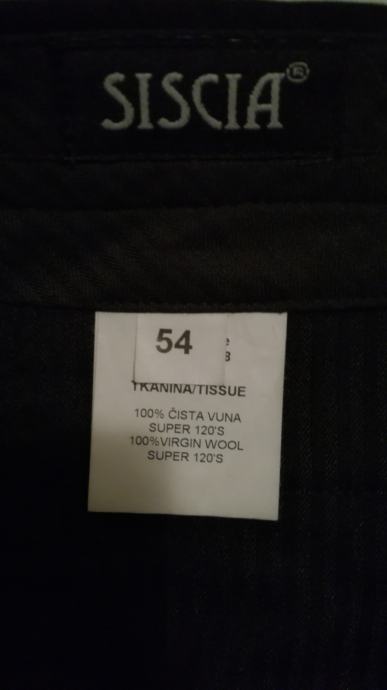 SISCIA®
54
TKANINA/TISSUE
100% ČISTA VUNA
SUPER 120'S
100%VIRGIN WOOL
SUPER 120'S